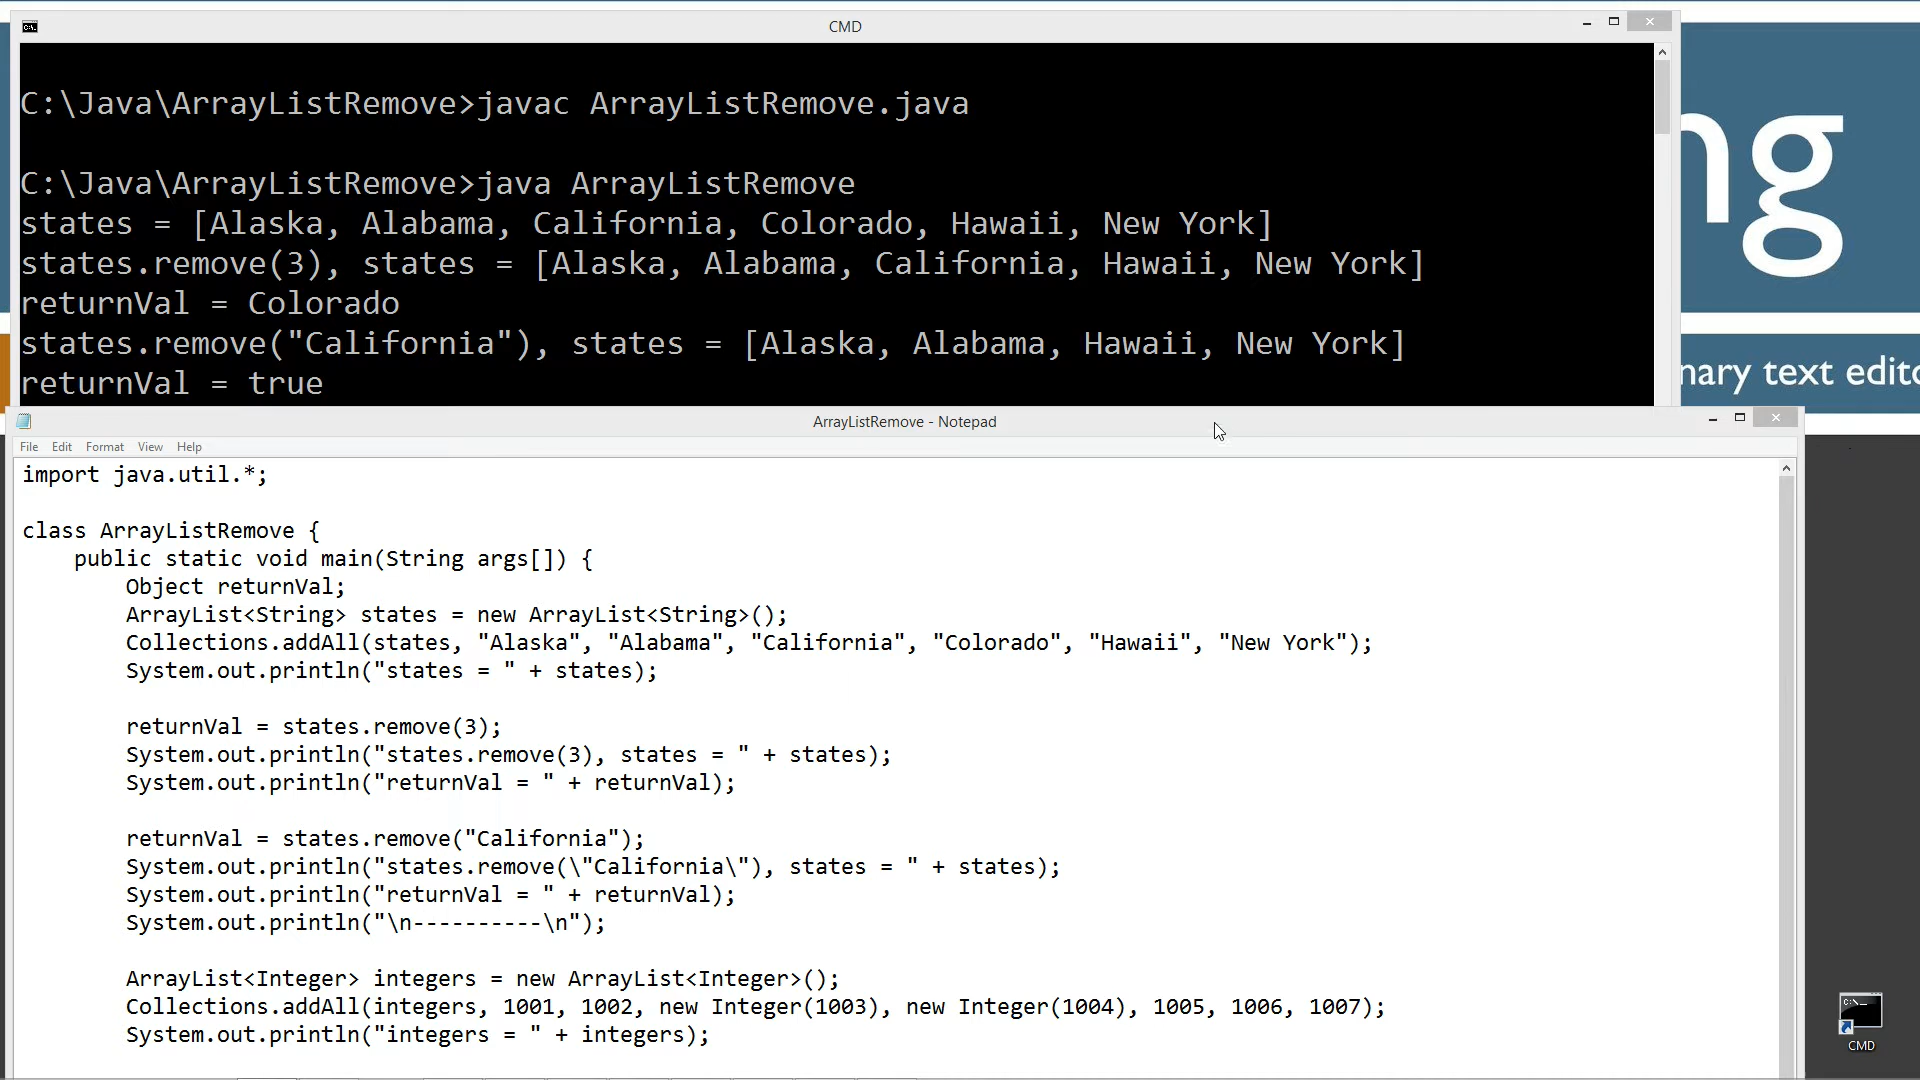 CMD
C:\Java\ArrayListRemove>javac ArrayListRemove.java
C:\Java\ArrayListRemove>java ArrayListRemove
states = [Alaska, Alabama, California, Colorado, Hawaii, New York]
states.remove(3), states = [Alaska, Alabama, California, Hawaii, New York]
returnVal = Colorado
states.remove("California"), states = [Alaska, Alabama, Hawaii, New York]
returnVal = true
ng
nary text edito
ArrayListRemove - Notepad
File Edit Format View Help
import java.util.*;
class ArrayListRemove {
    public static void main(String args[]) {
        Object returnVal;
        ArrayList<String> states = new ArrayList<String>();
        Collections.addAll(states, "Alaska", "Alabama", "California", "Colorado", "Hawaii", "New York");
        System.out.println("states = " + states);
        returnVal = states.remove(3);
        System.out.println("states.remove(3), states = " + states);
        System.out.println("returnVal = " + returnVal);
        returnVal = states.remove("California");
        System.out.println("states.remove(\"California\"), states = " + states);
        System.out.println("returnVal = " + returnVal);
        System.out.println("\n----------\n");
        ArrayList<Integer> integers = new ArrayList<Integer>();
        Collections.addAll(integers, 1001, 1002, new Integer(1003), new Integer(1004), 1005, 1006, 1007);
        System.out.println("integers = " + integers);
CMD